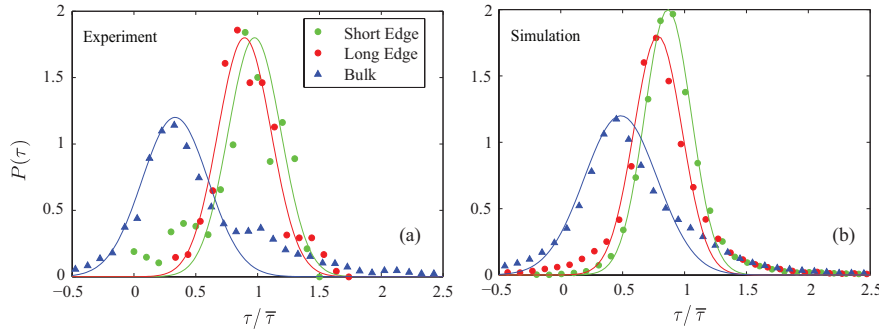 Experiment
Short Edge
Long Edge
Bulk
P(τ)
2
1.5
1
0.5
0
−0.5 0 0.5 1 1.5 2 2.5
τ/τ̅
(a)
Simulation
2
1.5
1
0.5
0
−0.5 0 0.5 1 1.5 2 2.5
τ/τ̅
(b)